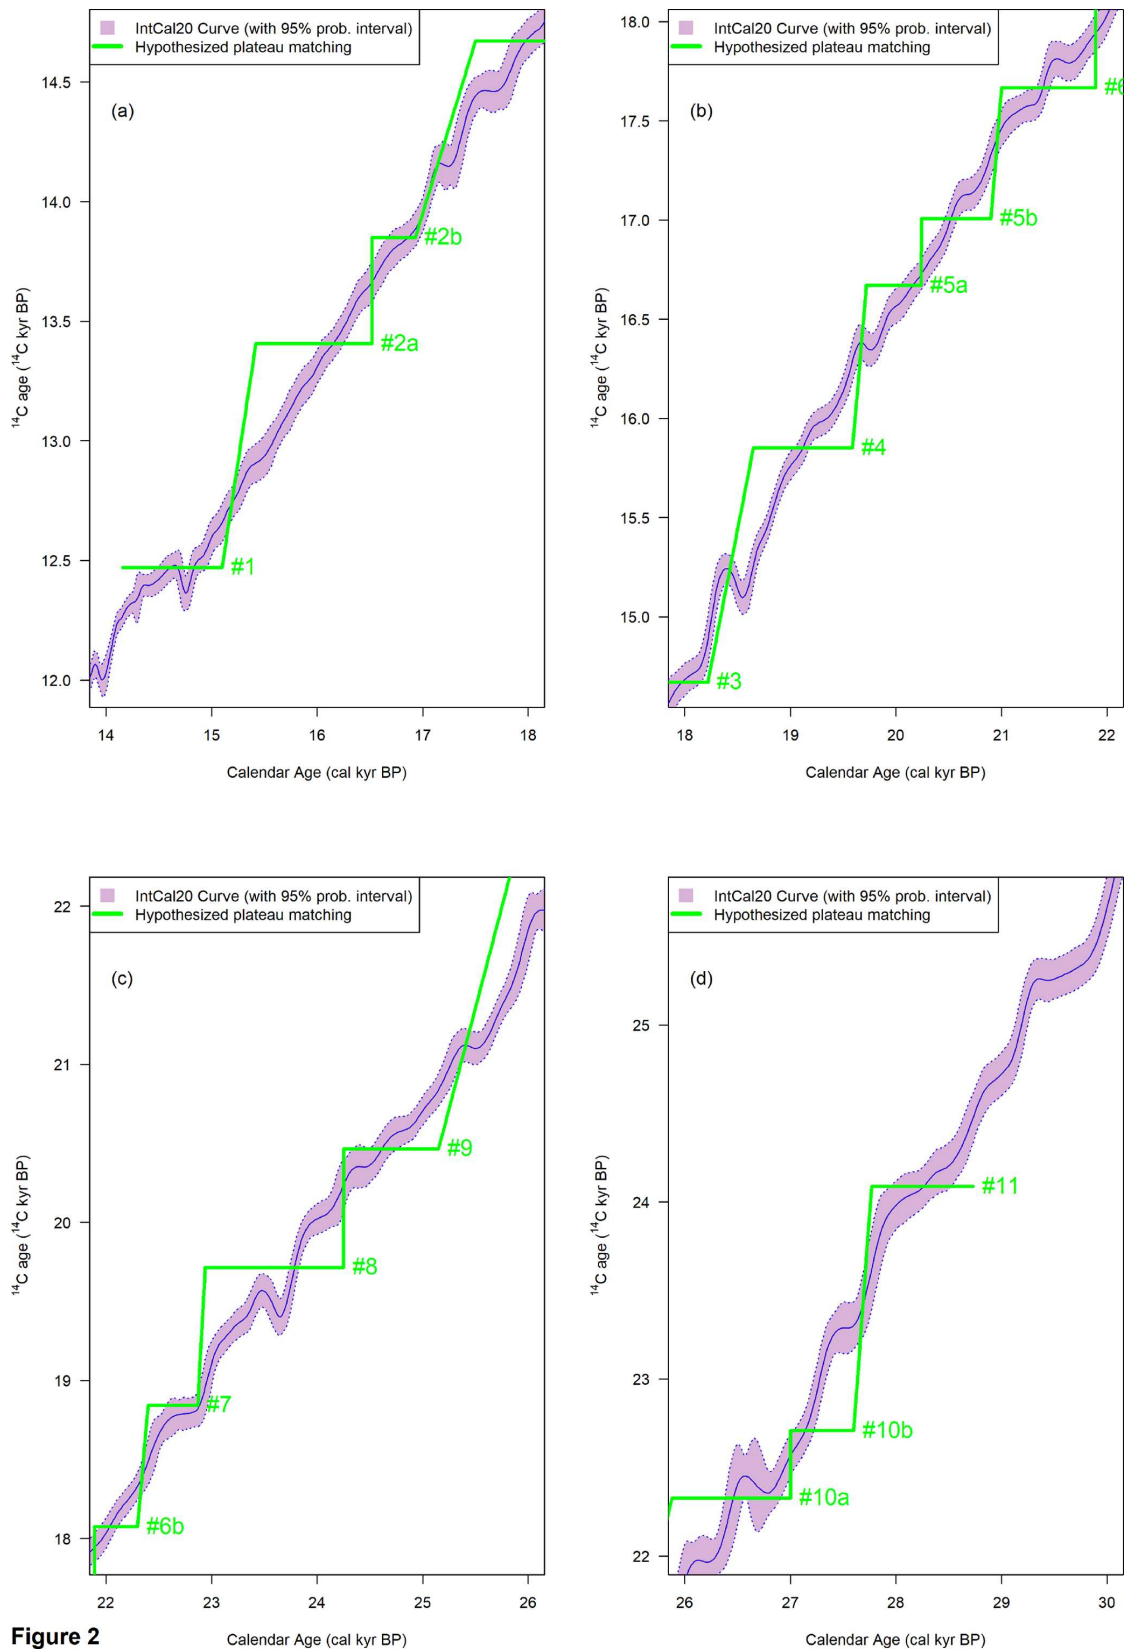 IntCal20 Curve (with 95% prob. interval)
Hypothesized plateau matching
(a)
14.5
14.0
13.5
13.0
12.5
12.0
¹⁴C age (¹⁴C kyr BP)
#2b
#2a
#1
14 15 16 17 18
Calendar Age (cal kyr BP)
IntCal20 Curve (with 95% prob. interval)
Hypothesized plateau matching
(b)
18.0
17.5
17.0
16.5
16.0
15.5
15.0
¹⁴C age (¹⁴C kyr BP)
#6
#5b
#5a
#4
#3
18 19 20 21 22
Calendar Age (cal kyr BP)
IntCal20 Curve (with 95% prob. interval)
Hypothesized plateau matching
(c)
22
21
20
19
18
¹⁴C age (¹⁴C kyr BP)
#9
#8
#7
#6b
22 23 24 25 26
Calendar Age (cal kyr BP)
IntCal20 Curve (with 95% prob. interval)
Hypothesized plateau matching
(d)
25
24
23
22
¹⁴C age (¹⁴C kyr BP)
#11
#10b
#10a
26 27 28 29 30
Calendar Age (cal kyr BP)
Figure 2